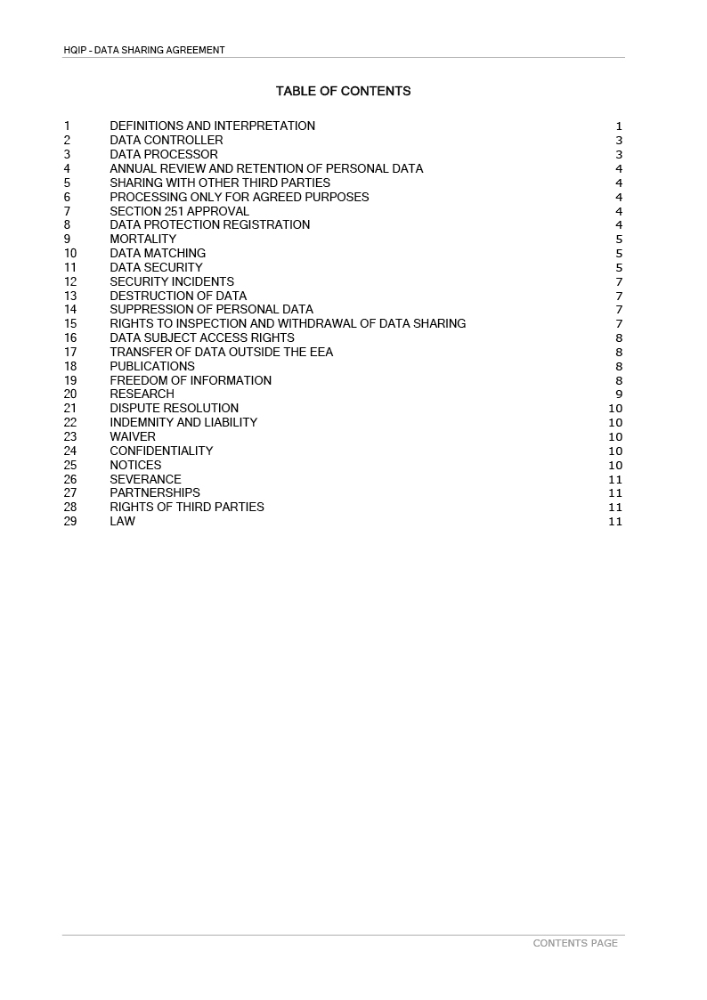 HQIP - DATA SHARING AGREEMENT
TABLE OF CONTENTS
1 DEFINITIONS AND INTERPRETATION 1
2 DATA CONTROLLER 3
3 DATA PROCESSOR 3
4 ANNUAL REVIEW AND RETENTION OF PERSONAL DATA 4
5 SHARING WITH OTHER THIRD PARTIES 4
6 PROCESSING ONLY FOR AGREED PURPOSES 4
7 SECTION 251 APPROVAL 4
8 DATA PROTECTION REGISTRATION 4
9 MORTALITY 5
10 DATA MATCHING 5
11 DATA SECURITY 5
12 SECURITY INCIDENTS 7
13 DESTRUCTION OF DATA 7
14 SUPPRESSION OF PERSONAL DATA 7
15 RIGHTS TO INSPECTION AND WITHDRAWAL OF DATA SHARING 7
16 DATA SUBJECT ACCESS RIGHTS 8
17 TRANSFER OF DATA OUTSIDE THE EEA 8
18 PUBLICATIONS 8
19 FREEDOM OF INFORMATION 8
20 RESEARCH 9
21 DISPUTE RESOLUTION 10
22 INDEMNITY AND LIABILITY 10
23 WAIVER 10
24 CONFIDENTIALITY 10
25 NOTICES 10
26 SEVERANCE 11
27 PARTNERSHIPS 11
28 RIGHTS OF THIRD PARTIES 11
29 LAW 11
CONTENTS PAGE